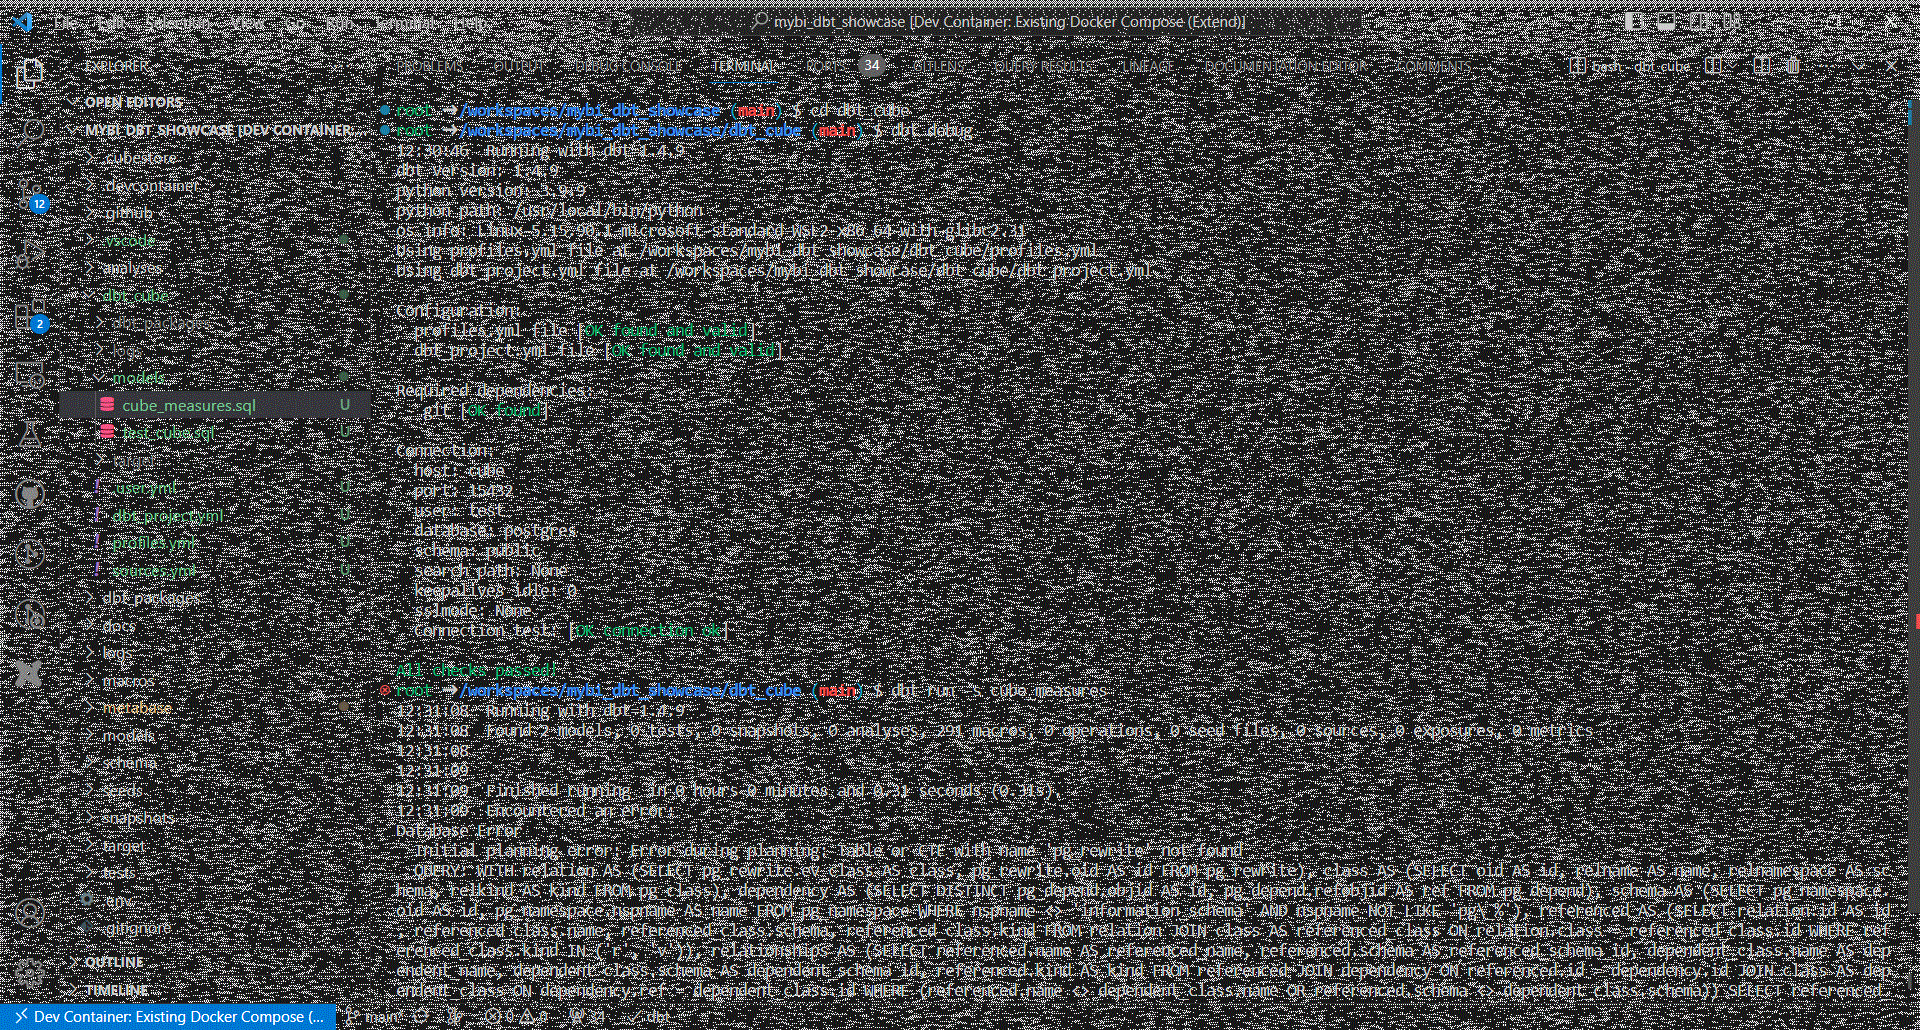 File Edit Selection View Go Run Terminal Help
mybi_dbt_showcase [Dev Container: Existing Docker Compose (Extend)]
EXPLORER
PROBLEMS OUTPUT DEBUG CONSOLE TERMINAL PORTS 34 GITLENS QUERY RESULTS LINEAGE DOCUMENTATION EDITOR COMMENTS
bash - dbt_cube
OPEN EDITORS
MYBI_DBT_SHOWCASE [DEV CONTAINER:...
.cubestore
.devcontainer
.github
.vscode
analyses
dbt_cube
dbt_packages
logs
models
cube_measures.sql U
test_cube.sql U
target
.user.yml U
dbt_project.yml U
profiles.yml U
sources.yml U
dbt_packages
docs
logs
macros
metabase
models
schema
seeds
snapshots
target
tests
.env
.gitignore
OUTLINE
TIMELINE
12
2
root ➜ /workspaces/mybi_dbt_showcase (main) $ cd dbt_cube
root ➜ /workspaces/mybi_dbt_showcase/dbt_cube (main) $ dbt debug
12:30:46  Running with dbt=1.4.9
dbt version: 1.4.9
python version: 3.9.9
python path: /usr/local/bin/python
os info: Linux-5.15.90.1-microsoft-standard-WSL2-x86_64-with-glibc2.31
Using profiles.yml file at /workspaces/mybi_dbt_showcase/dbt_cube/profiles.yml
Using dbt_project.yml file at /workspaces/mybi_dbt_showcase/dbt_cube/dbt_project.yml
Configuration:
profiles.yml file [OK found and valid]
dbt_project.yml file [OK found and valid]
Required dependencies:
- git [OK found]
Connection:
host: cube
port: 15432
user: test
database: postgres
schema: public
search_path: None
keepalives_idle: 0
sslmode: None
Connection test: [OK connection ok]
All checks passed!
root ➜ /workspaces/mybi_dbt_showcase/dbt_cube (main) $ dbt run -s cube_measures
12:31:08  Running with dbt=1.4.9
12:31:08  Found 2 models, 0 tests, 0 snapshots, 0 analyses, 291 macros, 0 operations, 0 seed files, 0 sources, 0 exposures, 0 metrics
12:31:08
12:31:09
12:31:09  Finished running  in 0 hours 0 minutes and 0.31 seconds (0.31s).
12:31:09  Encountered an error:
Database Error
Initial planning error: Error during planning: Table or CTE with name 'pg_rewrite' not found
QUERY: WITH relation AS (SELECT pg_rewrite.ev_class AS class, pg_rewrite.oid AS id FROM pg_rewrite), class AS (SELECT oid AS id, relname AS name, relnamespace AS sc
hema, relkind AS kind FROM pg_class), dependency AS (SELECT DISTINCT pg_depend.objid AS id, pg_depend.refobjid AS ref FROM pg_depend), schema AS (SELECT pg_namespace.
oid AS id, pg_namespace.nspname AS name FROM pg_namespace WHERE nspname <> 'information_schema' AND nspname NOT LIKE 'pg\_%'), referenced AS (SELECT relation.id AS id
, referenced_class.name, referenced_class.schema, referenced_class.kind FROM relation JOIN class AS referenced_class ON relation.class = referenced_class.id WHERE ref
erenced_class.kind IN ('r', 'v')), relationships AS (SELECT referenced.name AS referenced_name, referenced.schema AS referenced_schema_id, dependent_class.name AS dep
endent_name, dependent_class.schema AS dependent_schema_id, referenced.kind AS kind FROM referenced JOIN dependency ON referenced.id = dependency.id JOIN class AS dep
endent_class ON dependency.ref = dependent_class.id WHERE (referenced.name <> dependent_class.name OR referenced.schema <> dependent_class.schema)) SELECT referenced_
Dev Container: Existing Docker Compose (... main* 0 0 34 dbt